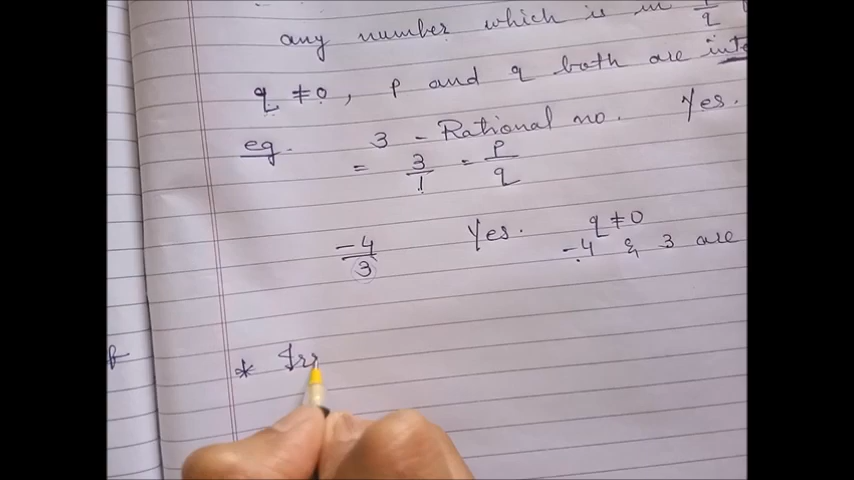 any number which is in p/q
q ≠ 0, p and q both are inte
eg. 3 - Rational no. Yes.
= 3/1 = p/q
-4/3 Yes. q ≠ 0
-4 & 3 are
* Irr